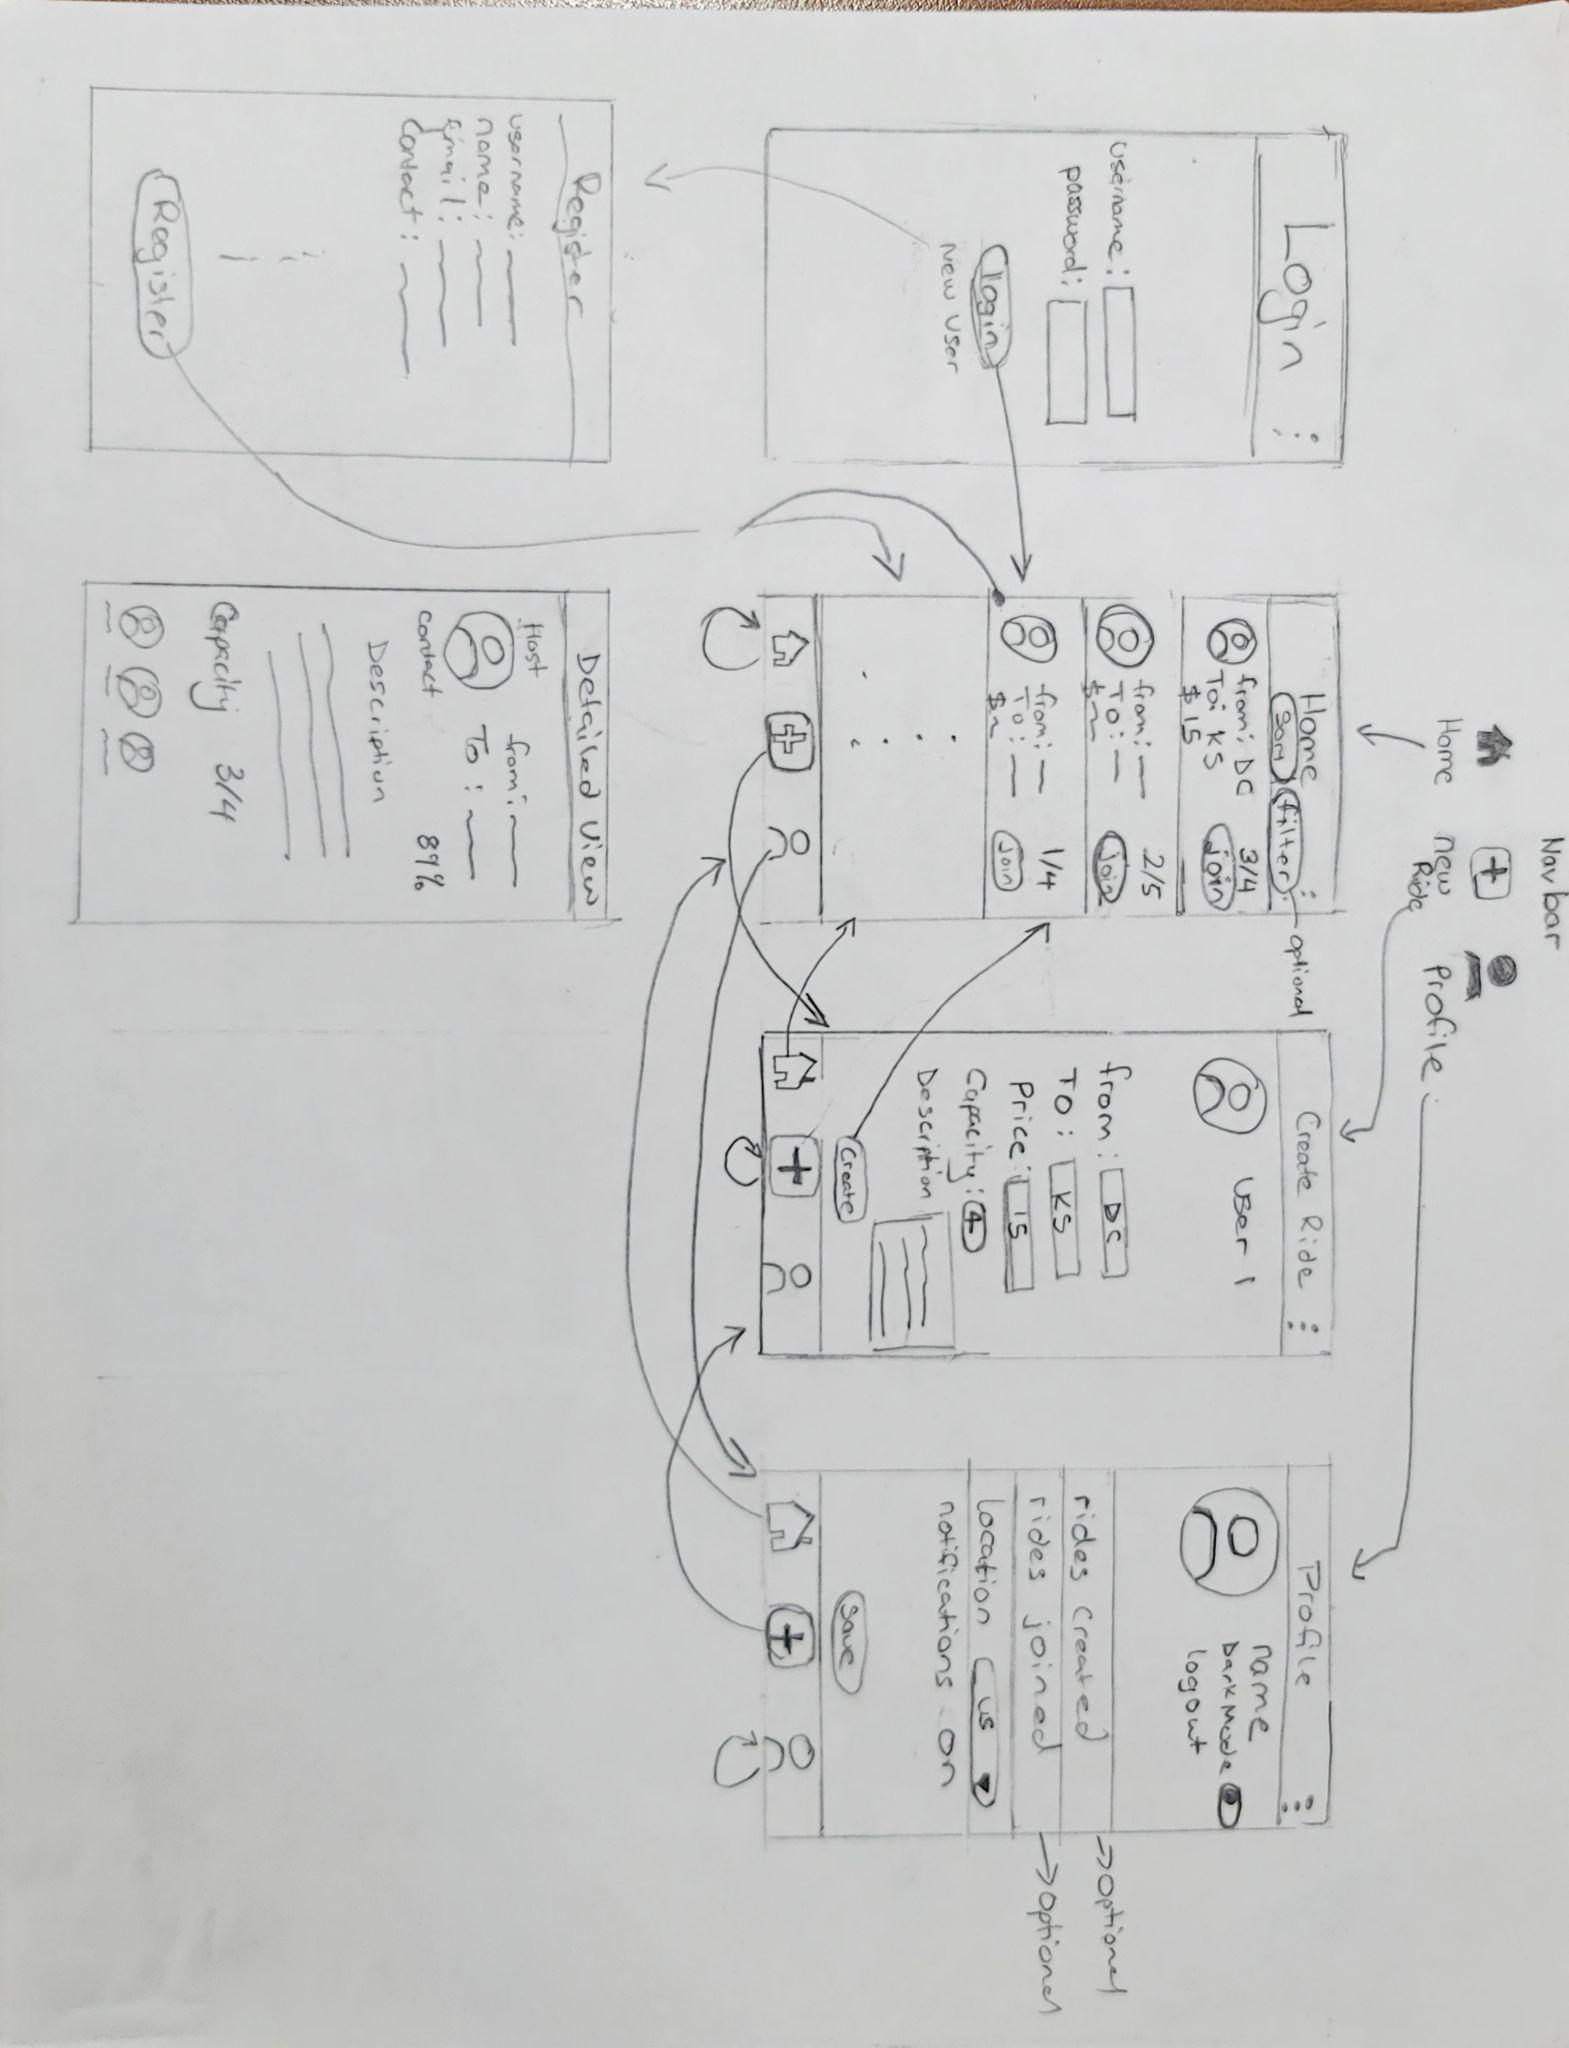 Nav bar
Home
new Ride
Profile
Login
username:
password:
login
New User
Home
Sort
filter
optional
from: DC
3/4
To: KS
join
$15
from:
2/5
To:
Join
$
from:
1/4
To:
Join
$
Create Ride
User 1
from: DC
To: KS
Price: 15
Capacity: 4
Description
Create
Profile
name
Dark Mode
logout
rides created
→optional
rides joined
→optional
location US
notifications on
Save
Register
username:
name:
email:
Contact:
Register
Detailed View
Host
from:
To:
contact
89%
Description
Capacity 3/4